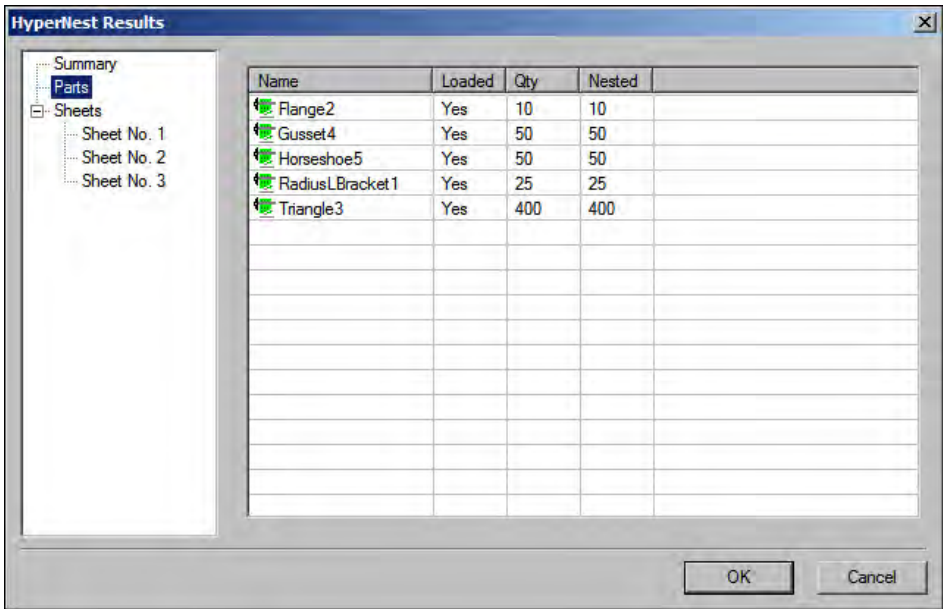 HyperNest Results
Summary
Parts
Sheets
Sheet No. 1
Sheet No. 2
Sheet No. 3
Name Loaded Qty Nested
Flange2 Yes 10 10
Gusset4 Yes 50 50
Horseshoe5 Yes 50 50
RadiusLBracket1 Yes 25 25
Triangle3 Yes 400 400
OK Cancel